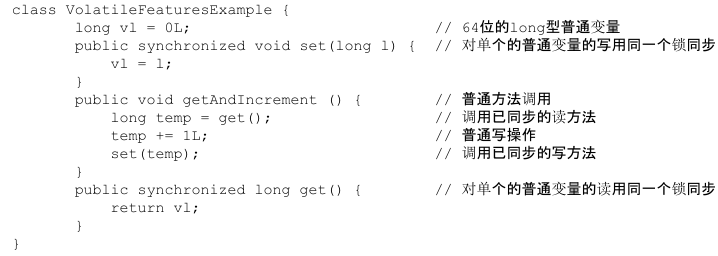 class VolatileFeaturesExample {
long vl = 0L; // 64位的long型普通变量
public synchronized void set(long l) { // 对单个的普通变量的写用同一个锁同步
vl = l;
}
public void getAndIncrement () { // 普通方法调用
long temp = get(); // 调用已同步的读方法
temp += 1L; // 普通写操作
set(temp); // 调用已同步的写方法
}
public synchronized long get() { // 对单个的普通变量的读用同一个锁同步
return vl;
}
}